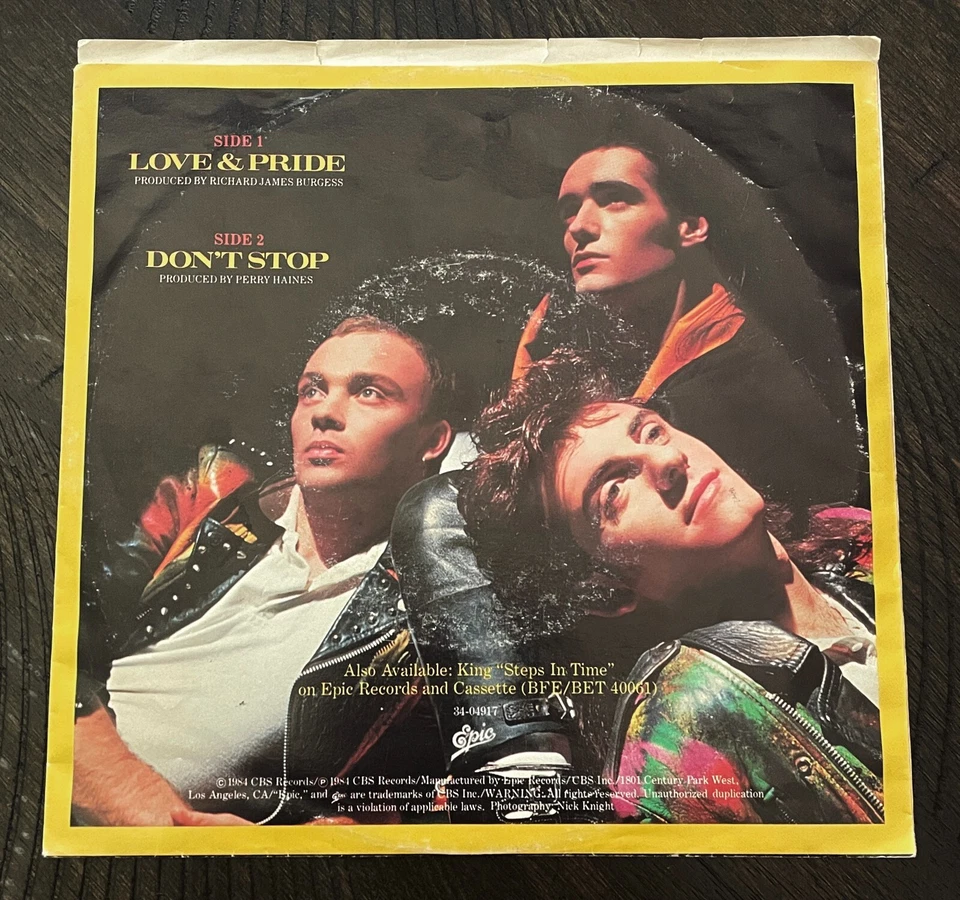 SIDE 1
LOVE & PRIDE
PRODUCED BY RICHARD JAMES BURGESS
SIDE 2
DON'T STOP
PRODUCED BY PERRY HAINES
Also Available: King "Steps In Time"
on Epic Records and Cassette (BFE/BET 40061)
34-04917
Epic
©1984 CBS Records/℗ 1984 CBS Records/Manufactured by Epic Records/CBS Inc./1801 Century Park West,
Los Angeles, CA/"Epic," and are trademarks of CBS Inc./WARNING: All rights reserved. Unauthorized duplication
is a violation of applicable laws. Photography: Nick Knight